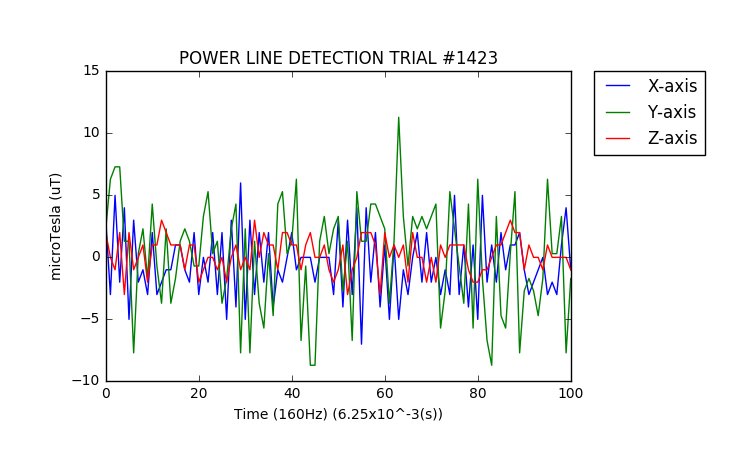 POWER LINE DETECTION TRIAL #1423
X-axis
Y-axis
Z-axis
microTesla (uT)
15
10
5
0
−5
−10
0 20 40 60 80 100
Time (160Hz) (6.25x10^-3(s))